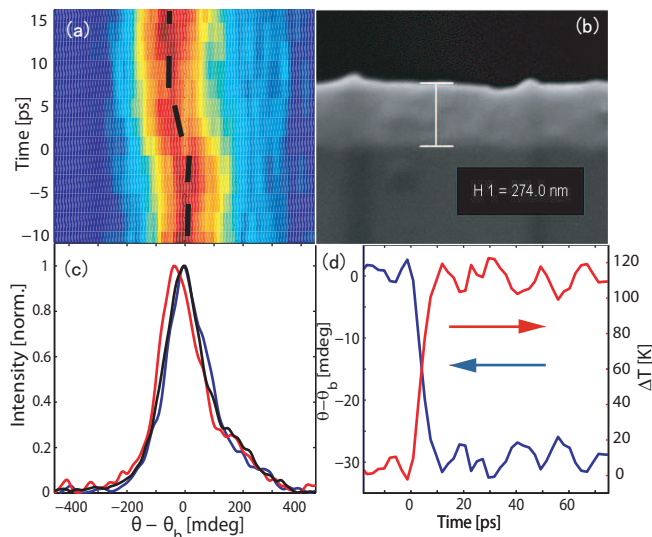 (a)
Time [ps]
15
10
5
0
−5
−10
(b)
H 1 = 274.0 nm
(c)
Intensity [norm.]
1
0.8
0.6
0.4
0.2
0
−400 −200 0 200 400
θ − θb [mdeg]
(d)
θ−θb [mdeg]
0
−10
−20
−30
120
100
80
60
40
20
0
ΔT [K]
0 20 40 60
Time [ps]